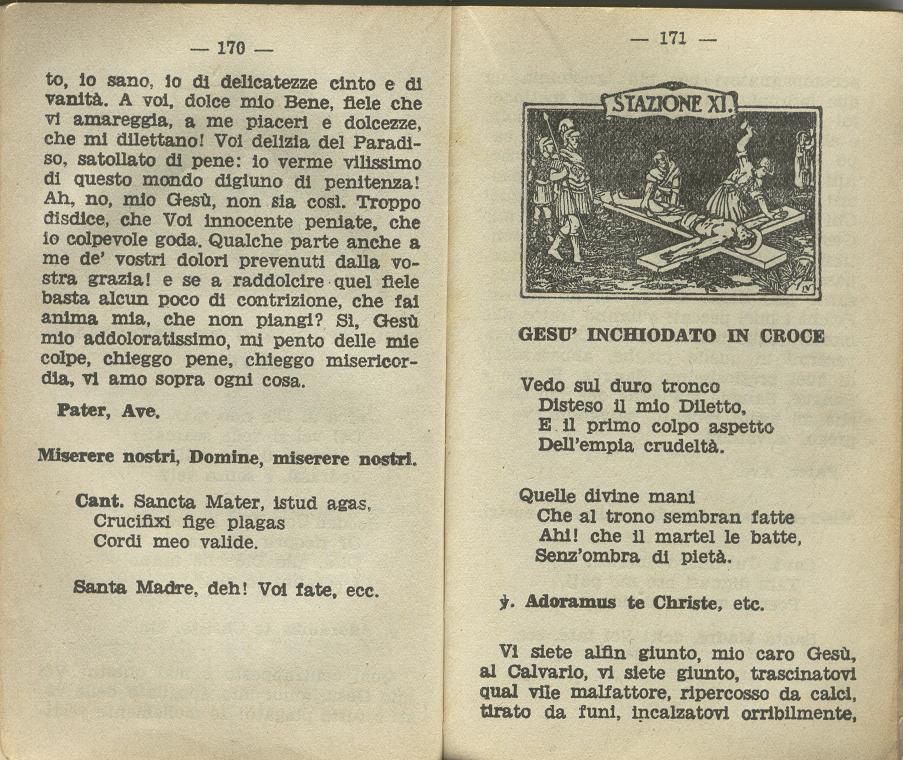 — 170 —
to, io sano, io di delicatezze cinto e di
vanità. A voi, dolce mio Bene, fiele che
vi amareggia, a me piaceri e dolcezze,
che mi dilettano! Voi delizia del Paradi-
so, satollato di pene: io verme vilissimo
di questo mondo digiuno di penitenza!
Ah, no, mio Gesù, non sia così. Troppo
disdice, che Voi innocente peniate, che
io colpevole goda. Qualche parte anche a
me de' vostri dolori prevenuti dalla vo-
stra grazia! e se a raddolcire quel fiele
basta alcun poco di contrizione, che fai
anima mia, che non piangi? Sì, Gesù
mio addoloratissimo, mi pento delle mie
colpe, chieggo pene, chieggo misericor-
dia, vi amo sopra ogni cosa.
Pater, Ave.
Miserere nostri, Domine, miserere nostri.
Cant. Sancta Mater, istud agas,
Crucifixi fige plagas
Cordi meo valide.
Santa Madre, deh! Voi fate, ecc.
— 171 —
STAZIONE XI.
GESU' INCHIODATO IN CROCE
Vedo sul duro tronco
Disteso il mio Diletto,
E il primo colpo aspetto
Dell'empia crudeltà.
Quelle divine mani
Che al trono sembran fatte
Ahi! che il martel le batte,
Senz'ombra di pietà.
℣. Adoramus te Christe, etc.
Vi siete alfin giunto, mio caro Gesù,
al Calvario, vi siete giunto, trascinatovi
qual vile malfattore, ripercosso da calci,
tirato da funi, incalzatovi orribilmente,